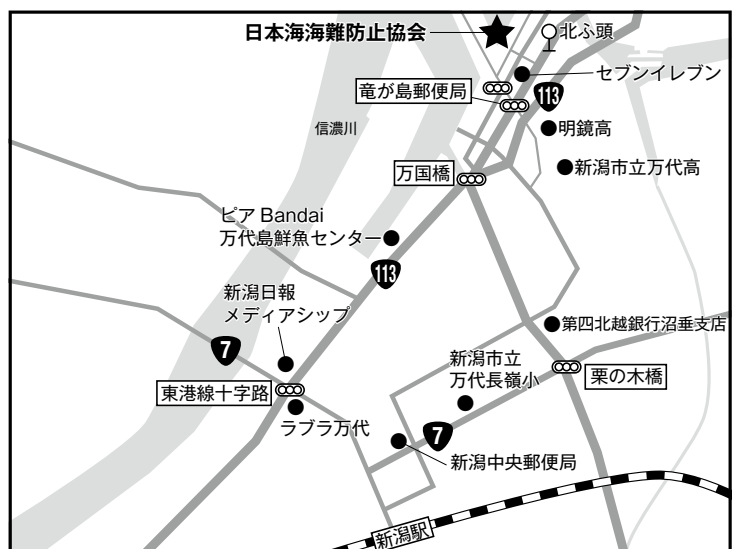 日本海海難防止協会
北ふ頭
セブンイレブン
竜が島郵便局
113
信濃川
明鏡高
万国橋
新潟市立万代高
ピア Bandai
万代島鮮魚センター
113
新潟日報
メディアシップ
第四北越銀行沼垂支店
7
新潟市立
万代長嶺小
栗の木橋
東港線十字路
ラブラ万代
7
新潟中央郵便局
新潟駅